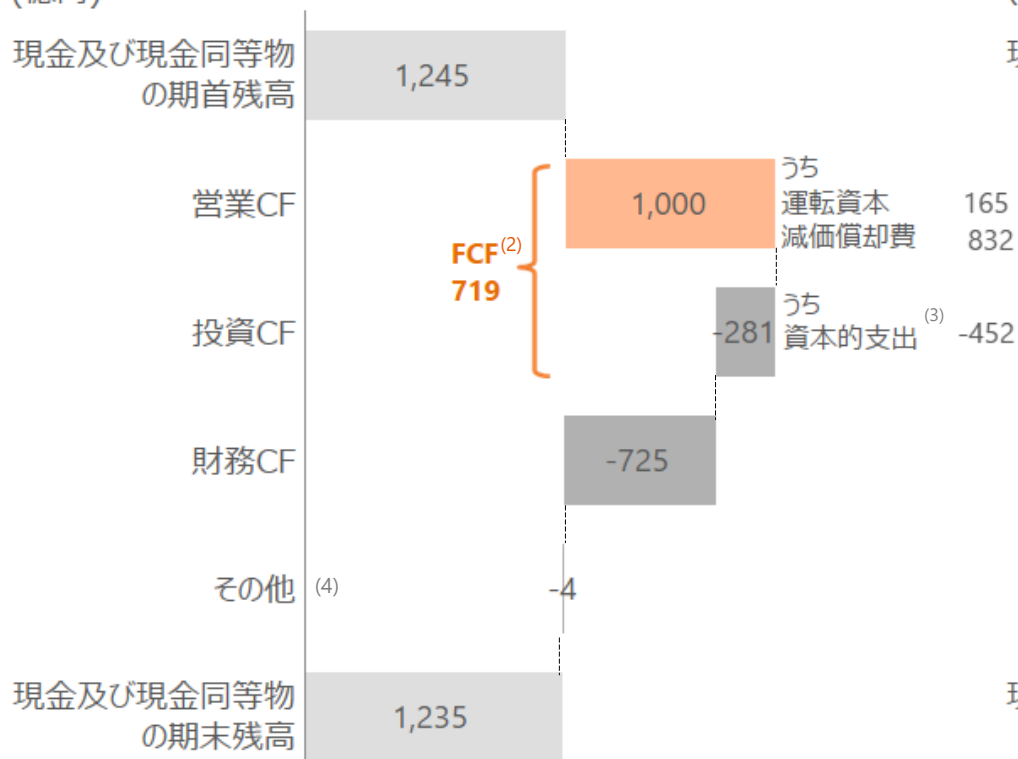 現金及び現金同等物
の期首残高
1,245
営業CF
1,000
うち
運転資本 165
減価償却費 832
FCF(2)
719
投資CF
-281
うち
資本的支出(3) -452
財務CF
-725
その他 (4)
-4
現金及び現金同等物
の期末残高
1,235